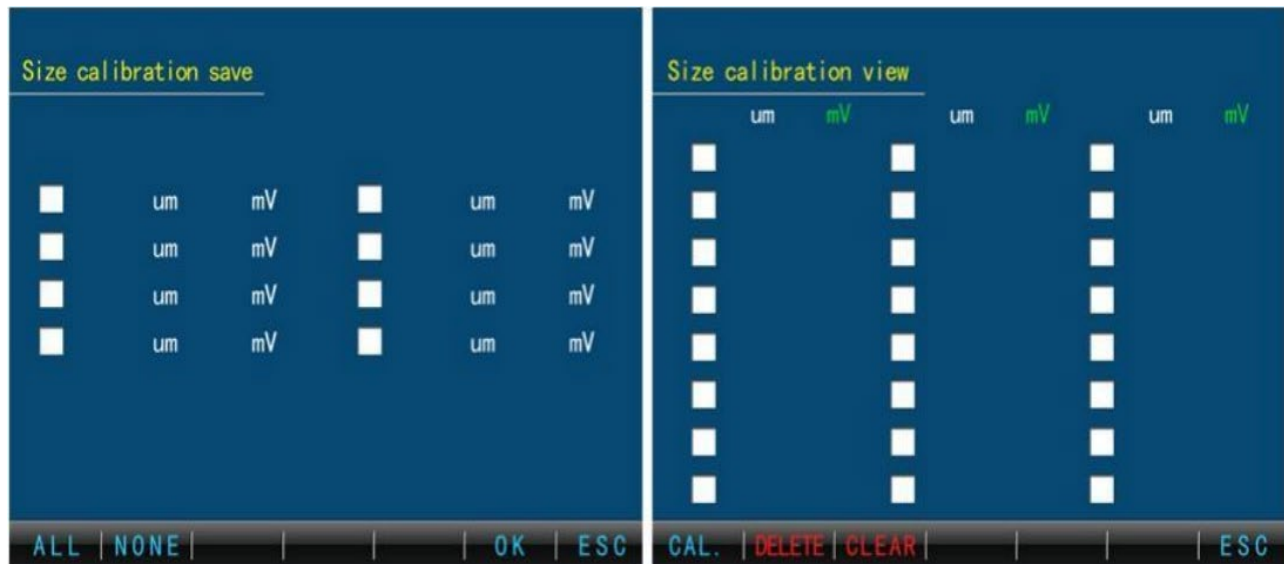 Size calibration save
um mV um mV
um mV um mV
um mV um mV
um mV um mV
ALL NONE OK ESC
Size calibration view
um mV um mV um mV
CAL. DELETE CLEAR ESC